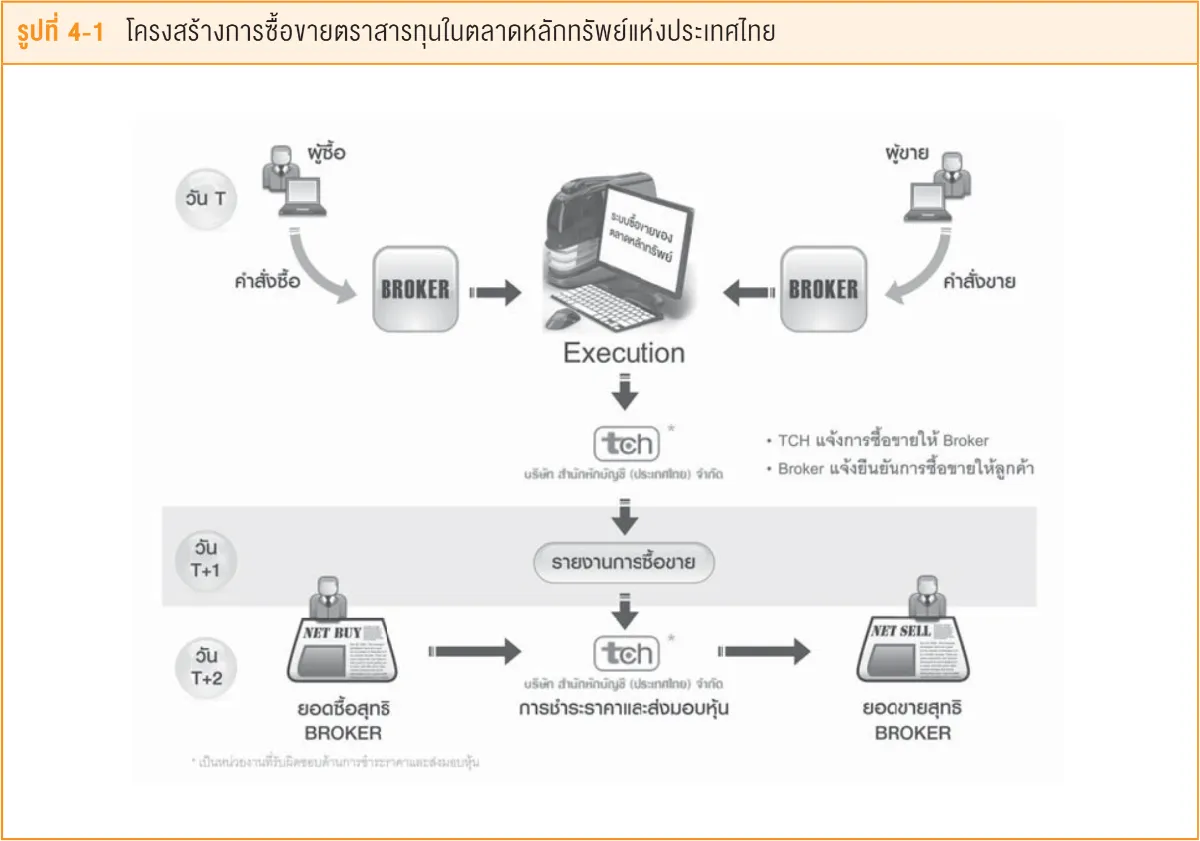 รูปที่ 4-1 โครงสร้างการซื้อขายตราสารทุนในตลาดหลักทรัพย์แห่งประเทศไทย
วัน T
ผู้ซื้อ
ผู้ขาย
ระบบซื้อขายของ
ตลาดหลักทรัพย์
คำสั่งซื้อ
BROKER
BROKER
คำสั่งขาย
Execution
tch *
บริษัท สำนักหักบัญชี (ประเทศไทย) จำกัด
• TCH แจ้งการซื้อขายให้ Broker
• Broker แจ้งยืนยันการซื้อขายให้ลูกค้า
วัน
T+1
รายงานการซื้อขาย
วัน
T+2
NET BUY
ยอดซื้อสุทธิ
BROKER
tch *
บริษัท สำนักหักบัญชี (ประเทศไทย) จำกัด
การชำระราคาและส่งมอบหุ้น
NET SELL
ยอดขายสุทธิ
BROKER
* เป็นหน่วยงานที่รับผิดชอบด้านการชำระราคาและส่งมอบหุ้น